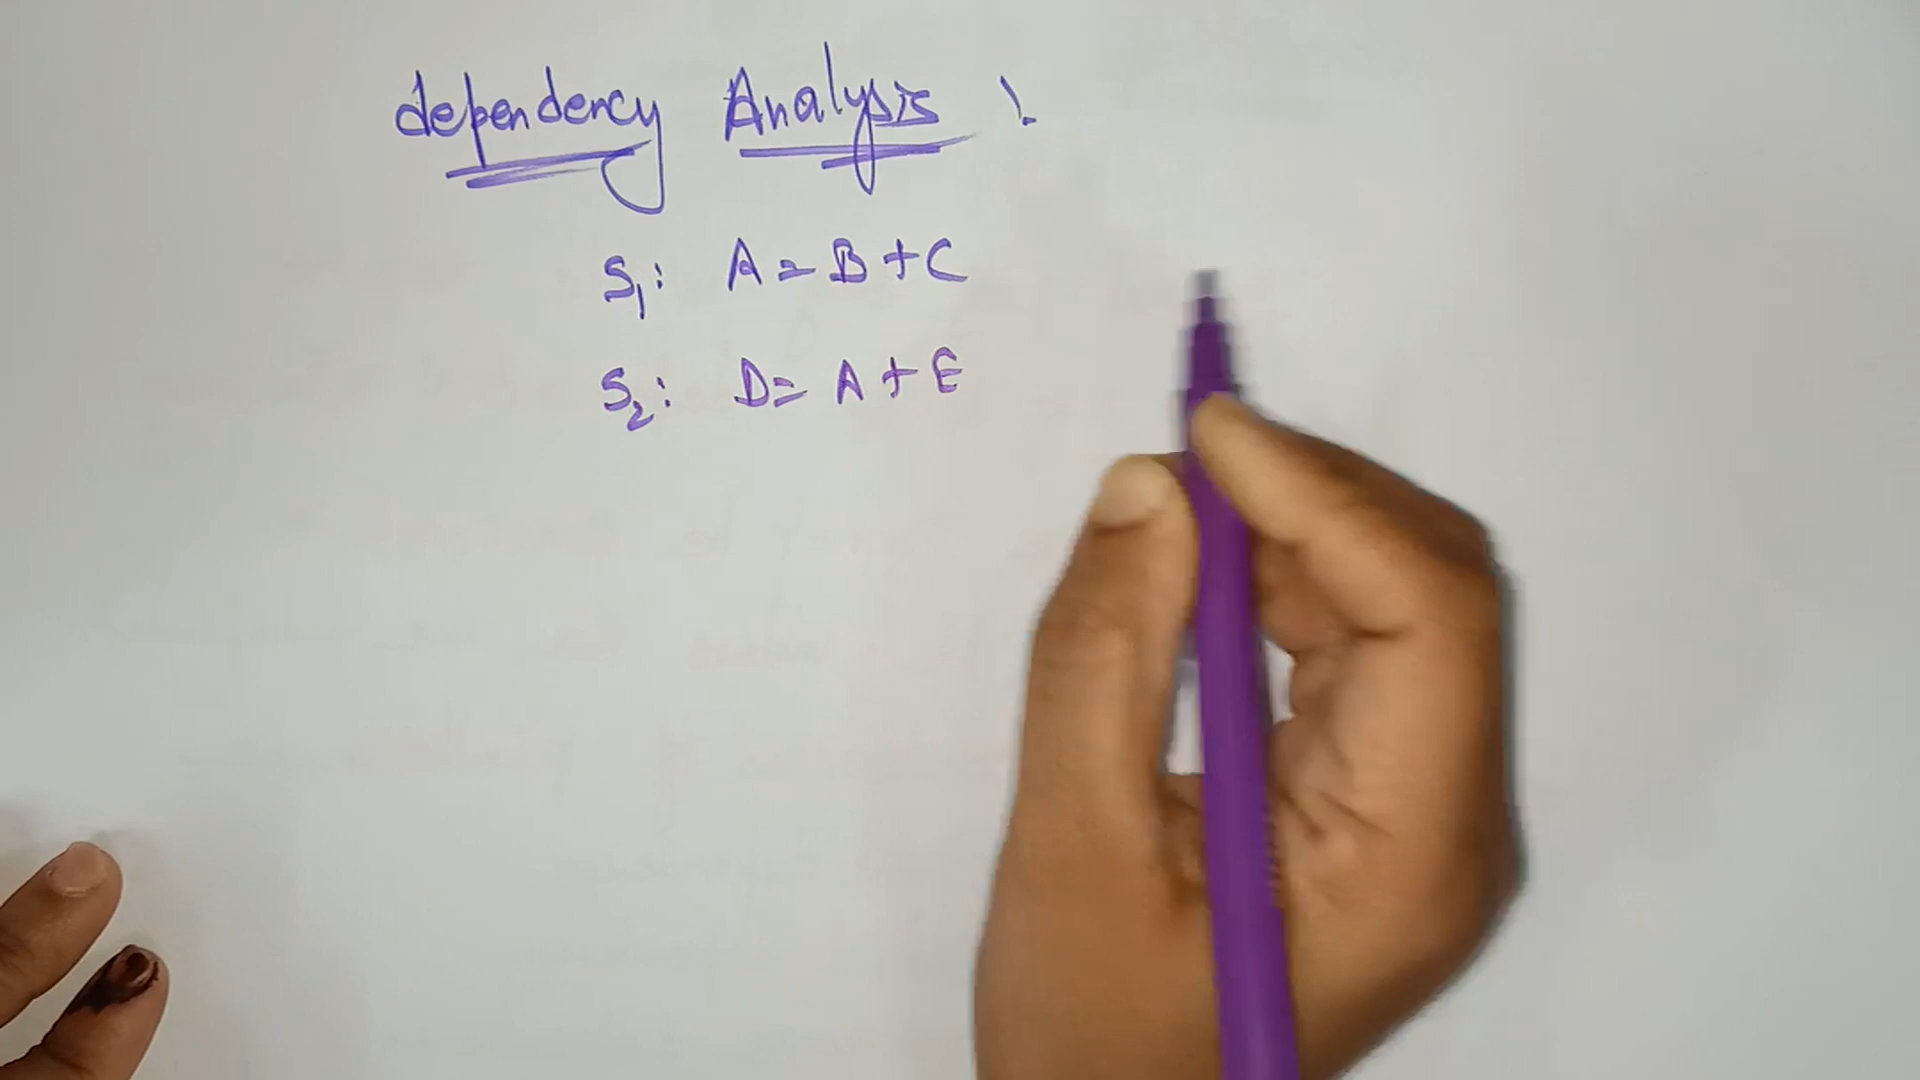 dependency Analysis :
S₁: A = B + C
S₂: D = A + E